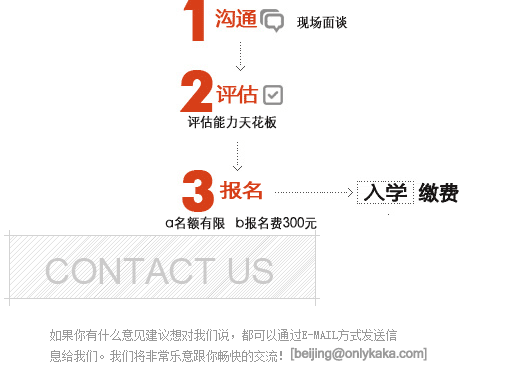 1 沟通 现场面谈
2 评估
评估能力天花板
3 报名 入学 缴费
a名额有限 b报名费300元
CONTACT US
如果你有什么意见建议想对我们说，都可以通过E-MAIL方式发送信
息给我们。我们将非常乐意跟你畅快的交流！[beijing@onlykaka.com]